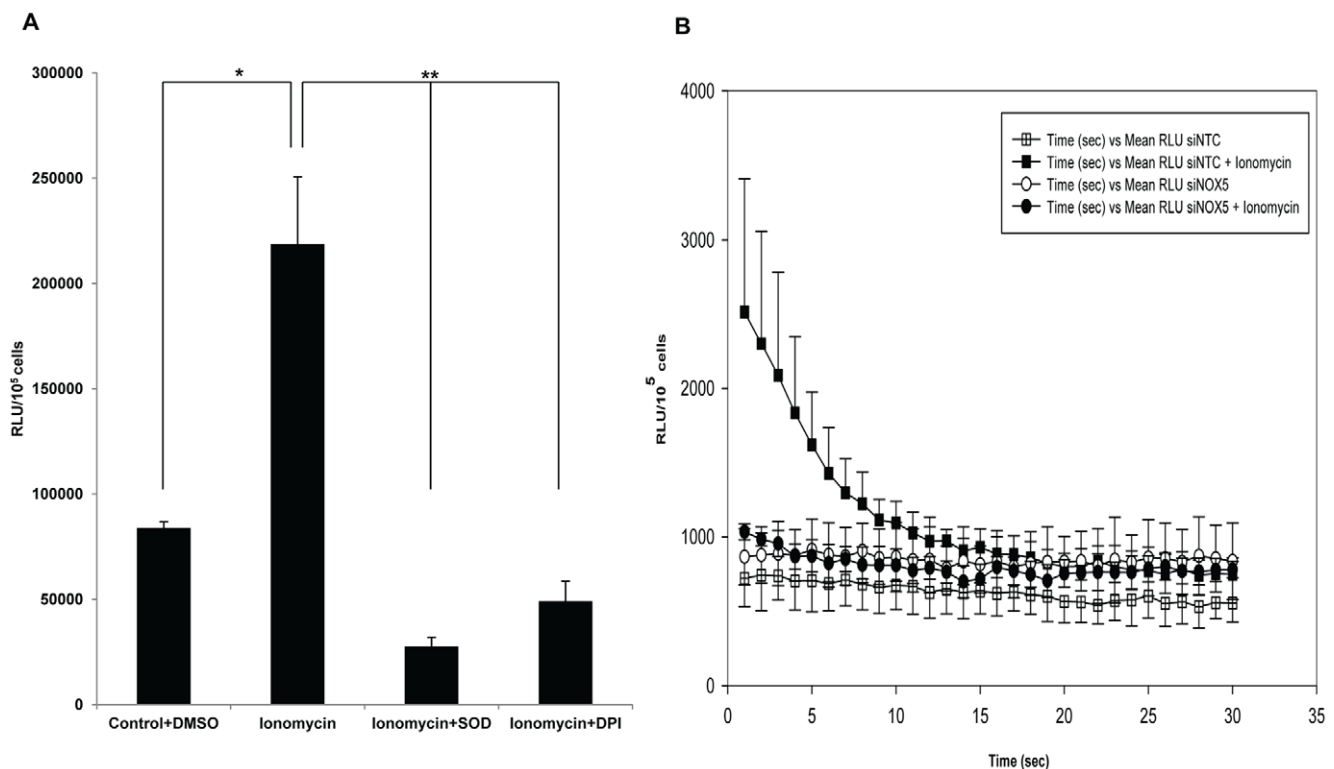 A
B
300000
250000
200000
150000
100000
50000
0
RLU/10⁵ cells
*
**
Control+DMSO
Ionomycin
Ionomycin+SOD
Ionomycin+DPI
4000
3000
2000
1000
0
RLU/10⁵ cells
Time (sec) vs Mean RLU siNTC
Time (sec) vs Mean RLU siNTC + Ionomycin
Time (sec) vs Mean RLU siNOX5
Time (sec) vs Mean RLU siNOX5 + Ionomycin
0 5 10 15 20 25 30 35
Time (sec)